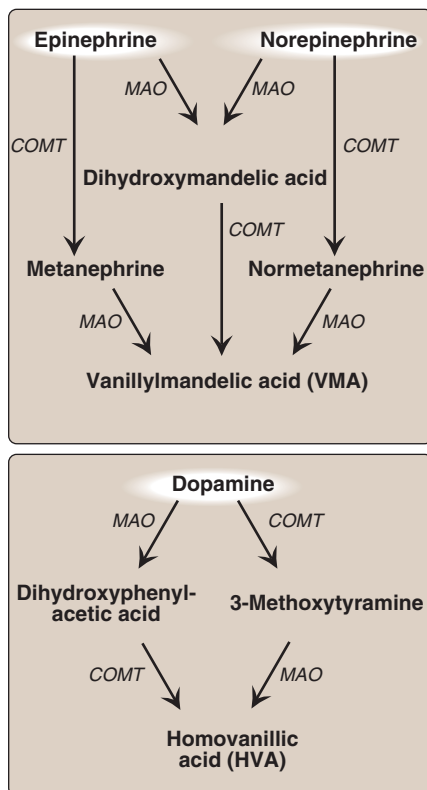 Epinephrine Norepinephrine
MAO MAO
COMT COMT
Dihydroxymandelic acid
COMT
Metanephrine Normetanephrine
MAO MAO
Vanillylmandelic acid (VMA)
Dopamine
MAO COMT
Dihydroxyphenyl-
acetic acid
3-Methoxytyramine
COMT MAO
Homovanillic
acid (HVA)